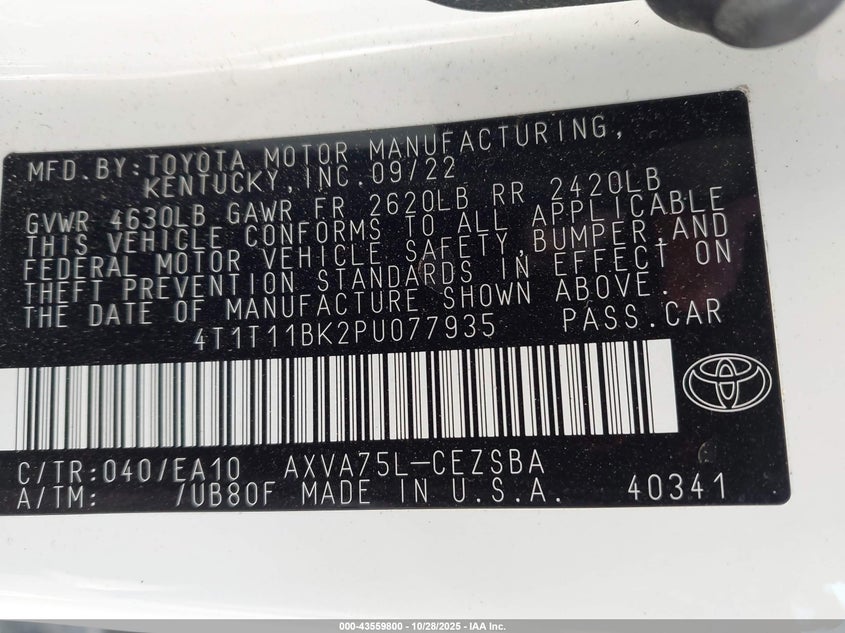 MFD.BY:TOYOTA MOTOR MANUFACTURING,
KENTUCKY,INC.09/22
GVWR 4630LB GAWR FR 2620LB RR 2420LB
THIS VEHICLE CONFORMS TO ALL APPLICABLE
FEDERAL MOTOR VEHICLE SAFETY,BUMPER,AND
THEFT PREVENTION STANDARDS IN EFFECT ON
THE DATE OF MANUFACTURE SHOWN ABOVE.
4T1T11BK2PU077935 PASS.CAR
C/TR:040/EA10 AXVA75L-CEZSBA
A/TM: /UB80F MADE IN U.S.A. 40341
000-43559800 - 10/28/2025 - IAA Inc.